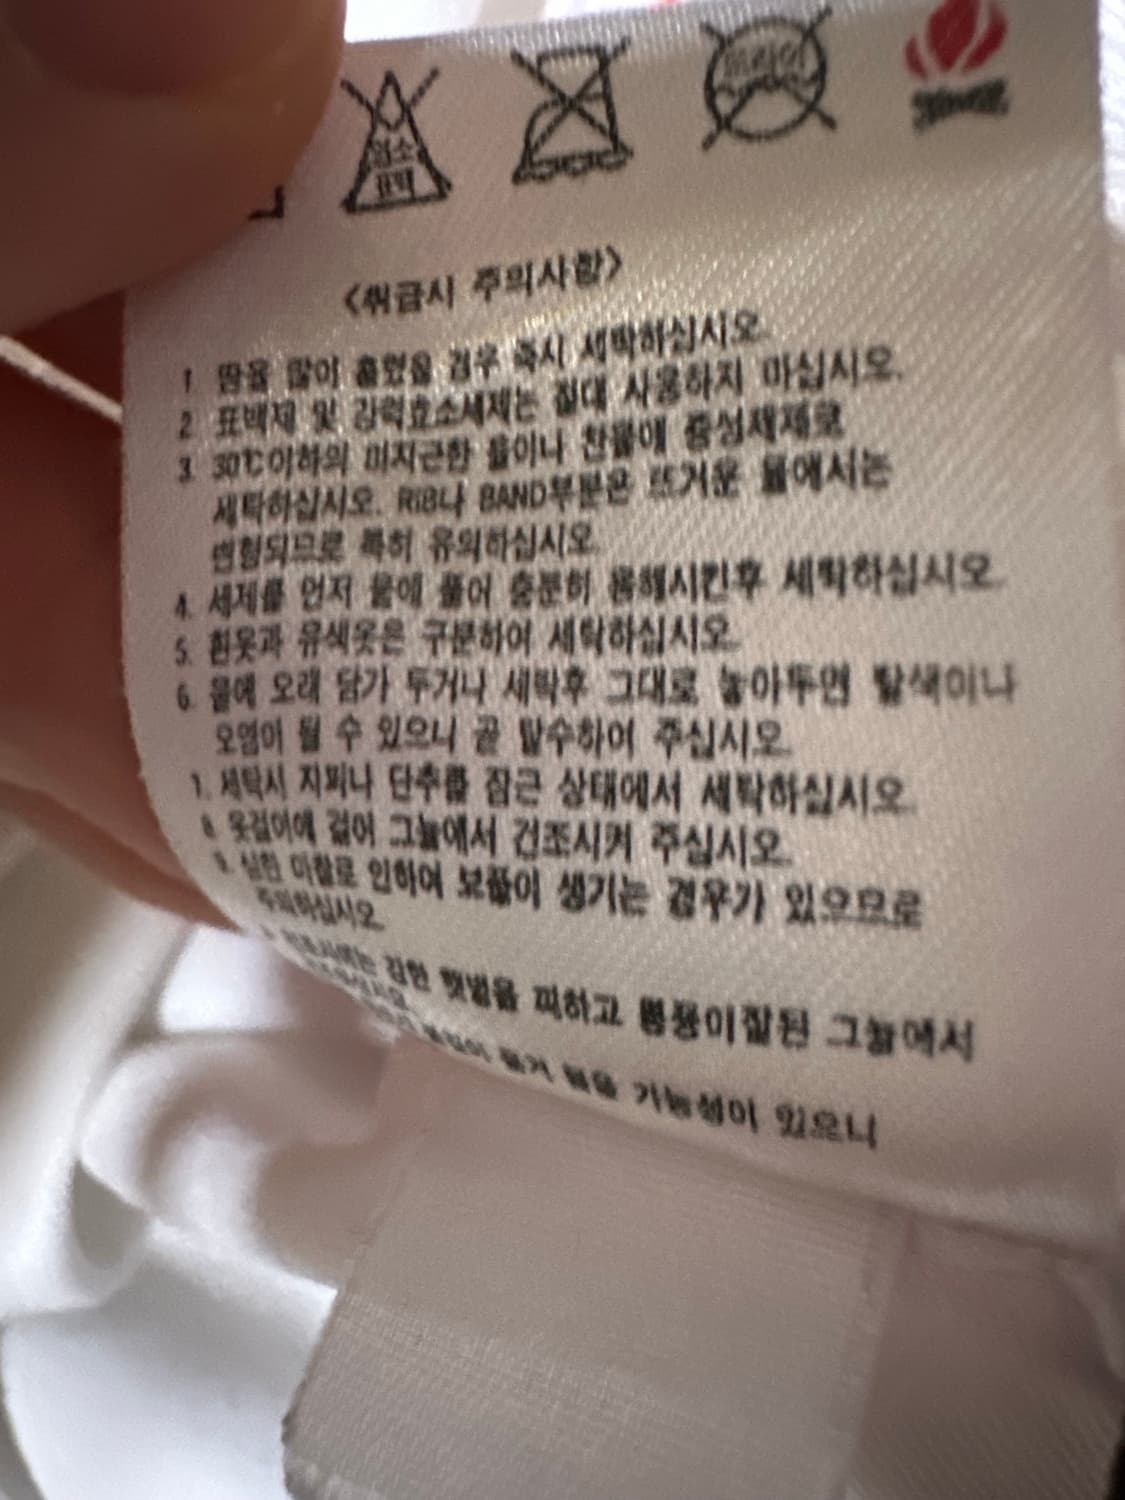 염소
표백
드라이
<취급시 주의사항>
1 땀을 많이 흘렸을 경우 즉시 세탁하십시오.
2 표백제 및 강력효소세제는 절대 사용하지 마십시오.
3. 30℃이하의 미지근한 물이나 찬물에 중성세제로
세탁하십시오. RIB나 BAND부분은 뜨거운 물에서는
변형되므로 특히 유의하십시오.
4. 세제를 먼저 물에 풀어 충분히 용해시킨후 세탁하십시오.
5. 흰옷과 유색옷은 구분하여 세탁하십시오.
6. 물에 오래 담가 두거나 세탁후 그대로 놓아두면 탈색이나
오염이 될 수 있으니 곧 탈수하여 주십시오.
7. 세탁시 지퍼나 단추를 잠근 상태에서 세탁하십시오.
8 옷걸이에 걸어 그늘에서 건조시켜 주십시오.
9. 심한 마찰로 인하여 보풀이 생기는 경우가 있으므로
주의하십시오.
강한 햇볕을 피하고 통풍이잘된 그늘에서
가능성이 있으니